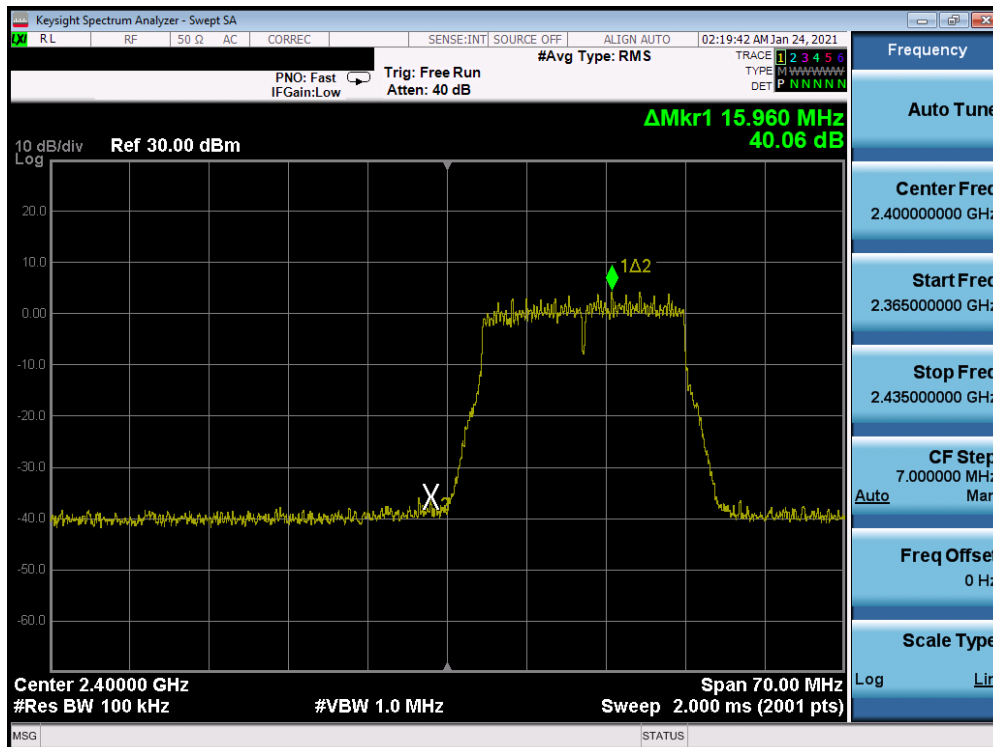 Keysight Spectrum Analyzer - Swept SA
LXI RL RF 50 Ω AC CORREC SENSE:INT SOURCE OFF ALIGN AUTO 02:19:42 AM Jan 24, 2021
#Avg Type: RMS
TRACE 1 2 3 4 5 6
PNO: Fast Trig: Free Run
TYPE M WWWWW
IFGain:Low Atten: 40 dB
DET P N N N N N
ΔMkr1 15.960 MHz
40.06 dB
10 dB/div Ref 30.00 dBm
Log
20.0
10.0
1Δ2
0.00
-10.0
-20.0
-30.0
X
-40.0
-50.0
-60.0
Center 2.40000 GHz Span 70.00 MHz
#Res BW 100 kHz #VBW 1.0 MHz Sweep 2.000 ms (2001 pts)
MSG STATUS
Frequency
Auto Tune
Center Freq
2.400000000 GHz
Start Freq
2.365000000 GHz
Stop Freq
2.435000000 GHz
CF Step
7.000000 MHz
Auto Man
Freq Offset
0 Hz
Scale Type
Log Lin